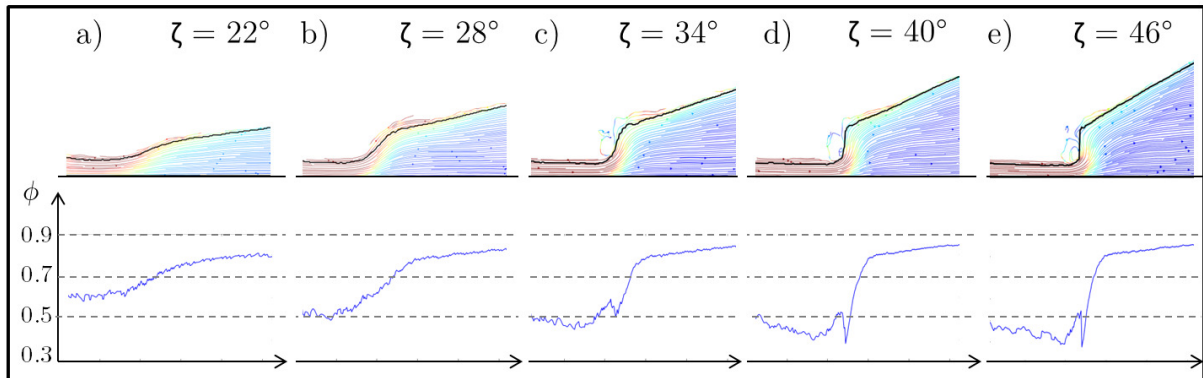 a) ζ = 22° b) ζ = 28° c) ζ = 34° d) ζ = 40° e) ζ = 46°
ϕ
0.9
0.7
0.5
0.3